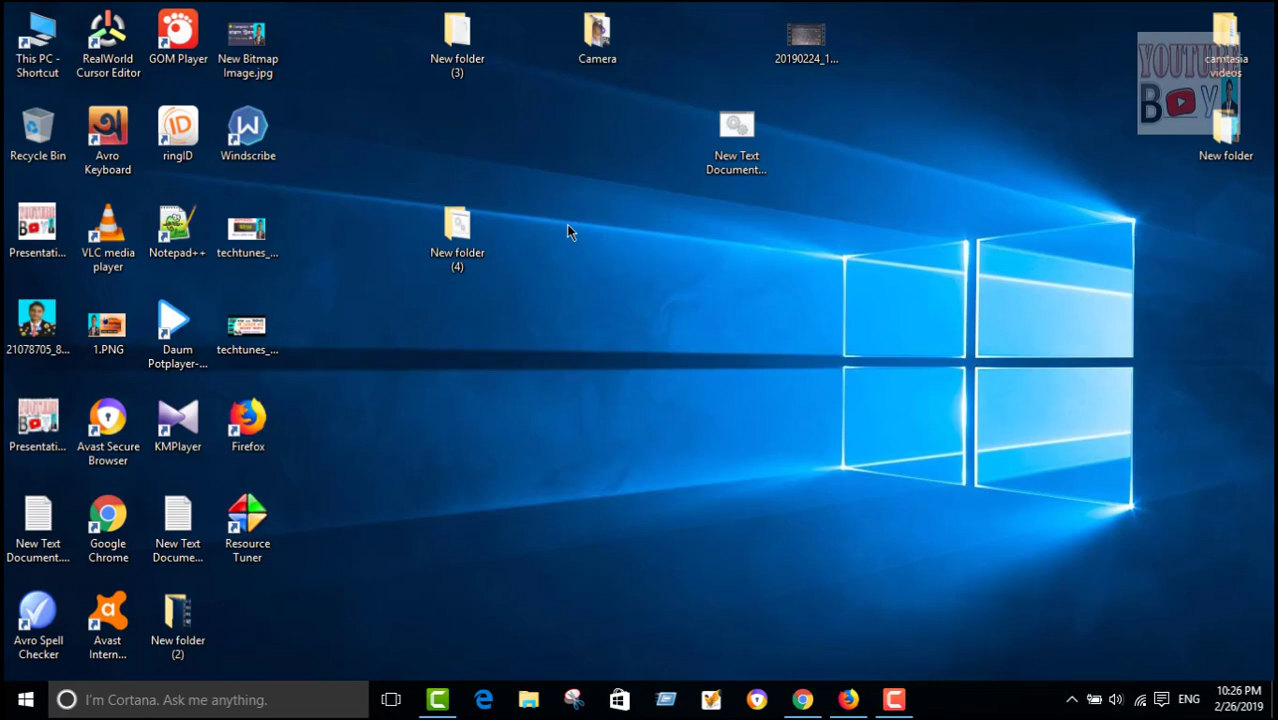 This PC -
Shortcut
RealWorld
Cursor Editor
GOM Player
New Bitmap
Image.jpg
New folder
(3)
Camera
20190224_1...
camtasia
videos
YOUTUBE
BOY
Recycle Bin
Avro
Keyboard
ringID
Windscribe
New Text
Document...
New folder
Presentati...
VLC media
player
Notepad++
techtunes_...
New folder
(4)
21078705_8...
1.PNG
Daum
Potplayer-...
techtunes_...
Presentati...
Avast Secure
Browser
KMPlayer
Firefox
New Text
Document....
Google
Chrome
New Text
Docume...
Resource
Tuner
Avro Spell
Checker
Avast
Intern...
New folder
(2)
I'm Cortana. Ask me anything.
ENG
10:26 PM
2/26/2019